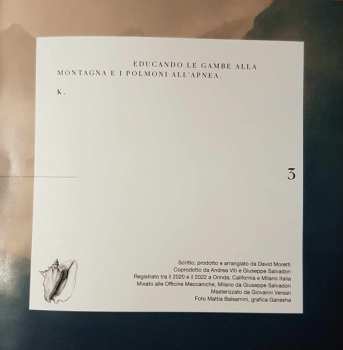 EDUCANDO LE GAMBE ALLA
MONTAGNA E I POLMONI ALL'APNEA.
K.
3
Scritto, prodotto e arrangiato da David Moretti
Coprodotto da Andrea Viti e Giuseppe Salvadori
Registrato tra il 2020 e il 2022 a Orinda, California e Milano Italia
Mixato alle Officine Meccaniche, Milano da Giuseppe Salvadori
Masterizzato da Giovanni Versari
Foto Mattia Balsamini, grafica Ganesha